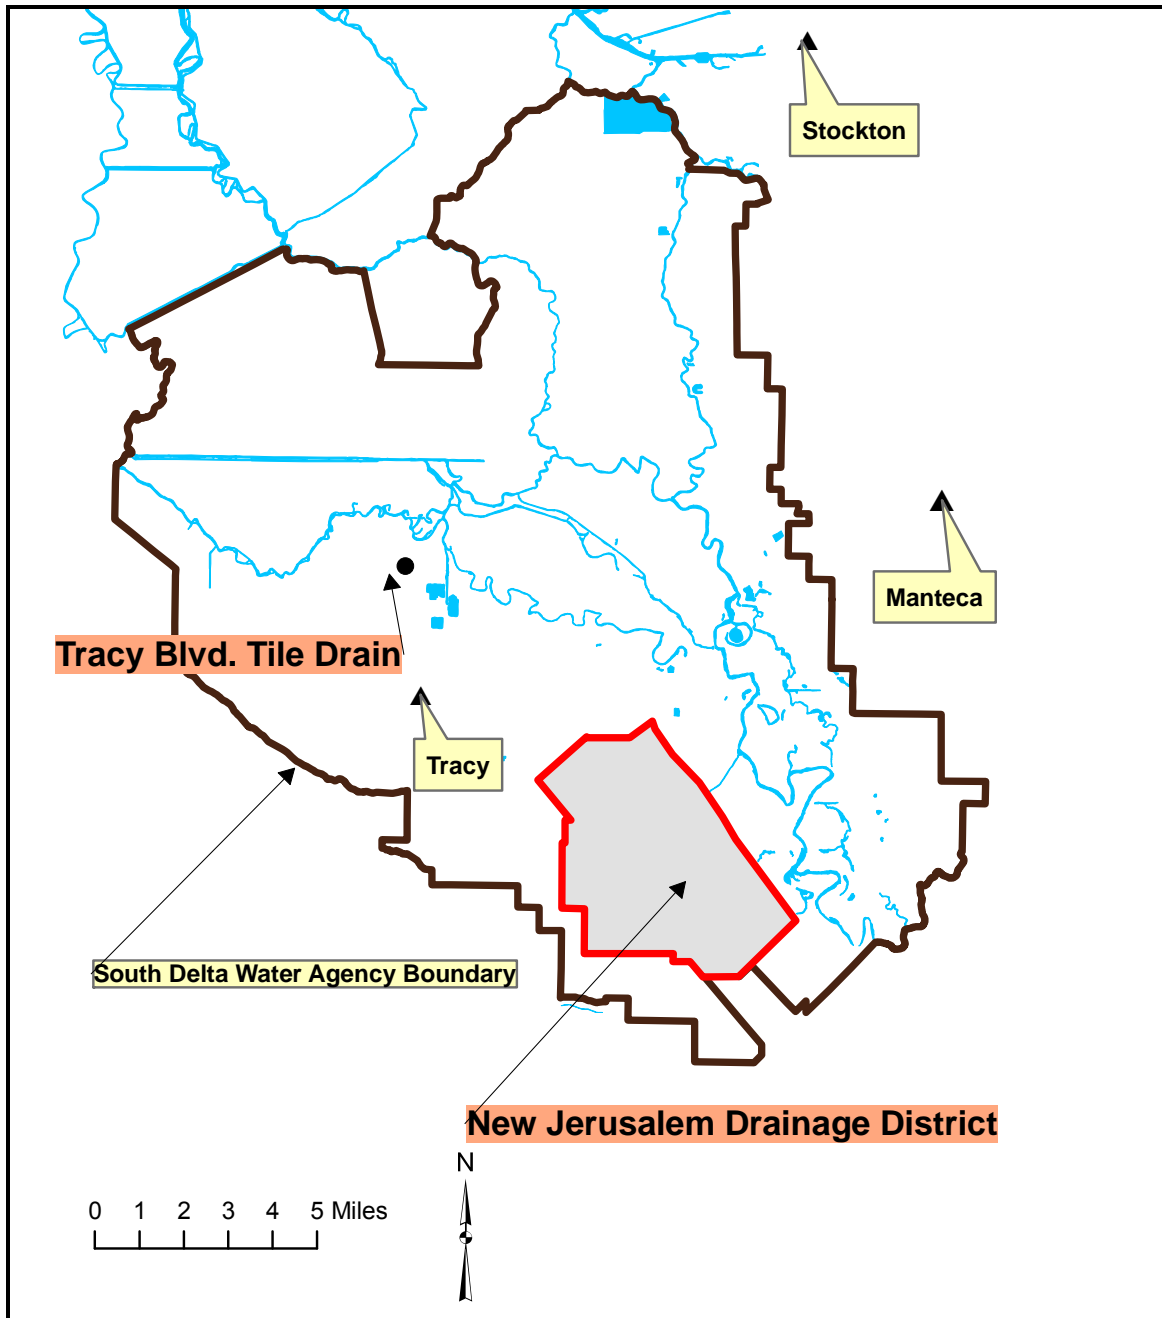 Stockton
Manteca
Tracy Blvd. Tile Drain
Tracy
South Delta Water Agency Boundary
New Jerusalem Drainage District
N
0 1 2 3 4 5 Miles